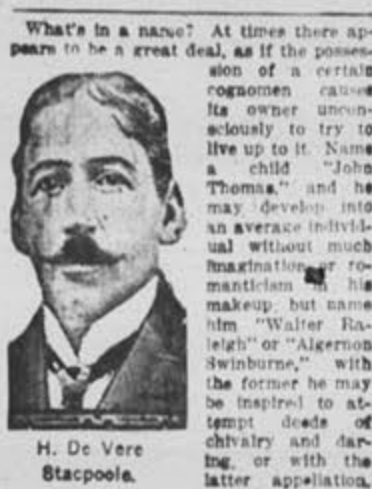 What's in a name? At times there ap-
pears to be a great deal, as if the posses-
sion of a certain
cognomen causes
its owner uncon-
sciously to try to
live up to it. Name
a child "John
Thomas," and he
may develop into
an average individ-
ual without much
imagination or ro-
manticism in his
makeup, but name
him "Walter Ra-
leigh" or "Algernon
Swinburne," with
the former he may
be inspired to at-
tempt deeds of
chivalry and dar-
ing, or with the
latter appellation,
H. De Vere
Stacpoole.